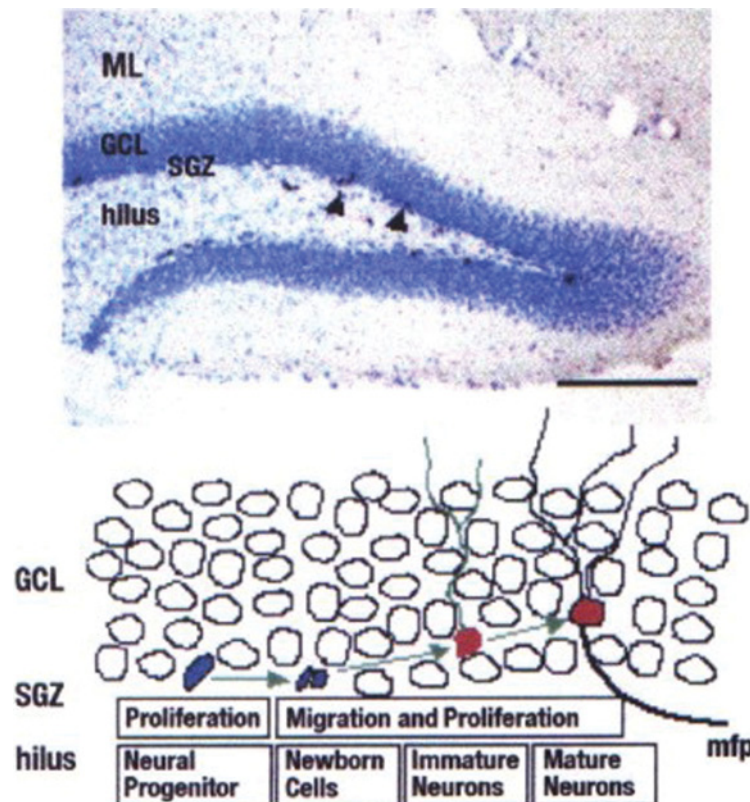 ML
GCL
SGZ
hilus
GCL
SGZ
Proliferation
Migration and Proliferation
mfp
hilus
Neural Progenitor
Newborn Cells
Immature Neurons
Mature Neurons